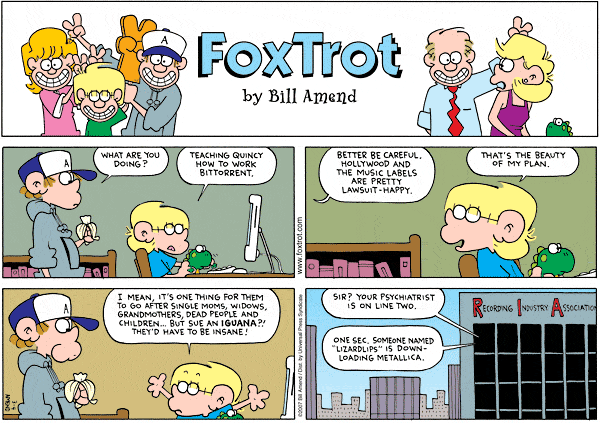 FoxTrot
by Bill Amend
A
WHAT ARE YOU
DOING?
TEACHING QUINCY
HOW TO WORK
BITTORRENT.
A
www.foxtrot.com
BETTER BE CAREFUL.
HOLLYWOOD AND
THE MUSIC LABELS
ARE PRETTY
LAWSUIT-HAPPY.
THAT'S THE BEAUTY
OF MY PLAN.
I MEAN, IT'S ONE THING FOR THEM
TO GO AFTER SINGLE MOMS, WIDOWS,
GRANDMOTHERS, DEAD PEOPLE AND
CHILDREN... BUT SUE AN IGUANA?!
THEY'D HAVE TO BE INSANE!
A
AMEND
©2007 Bill Amend / Dist. by Universal Press Syndicate
SIR? YOUR PSYCHIATRIST
IS ON LINE TWO.
ONE SEC. SOMEONE NAMED
"LIZARDLIPS" IS DOWN-
LOADING METALLICA.
RECORDING INDUSTRY ASSOCIATION